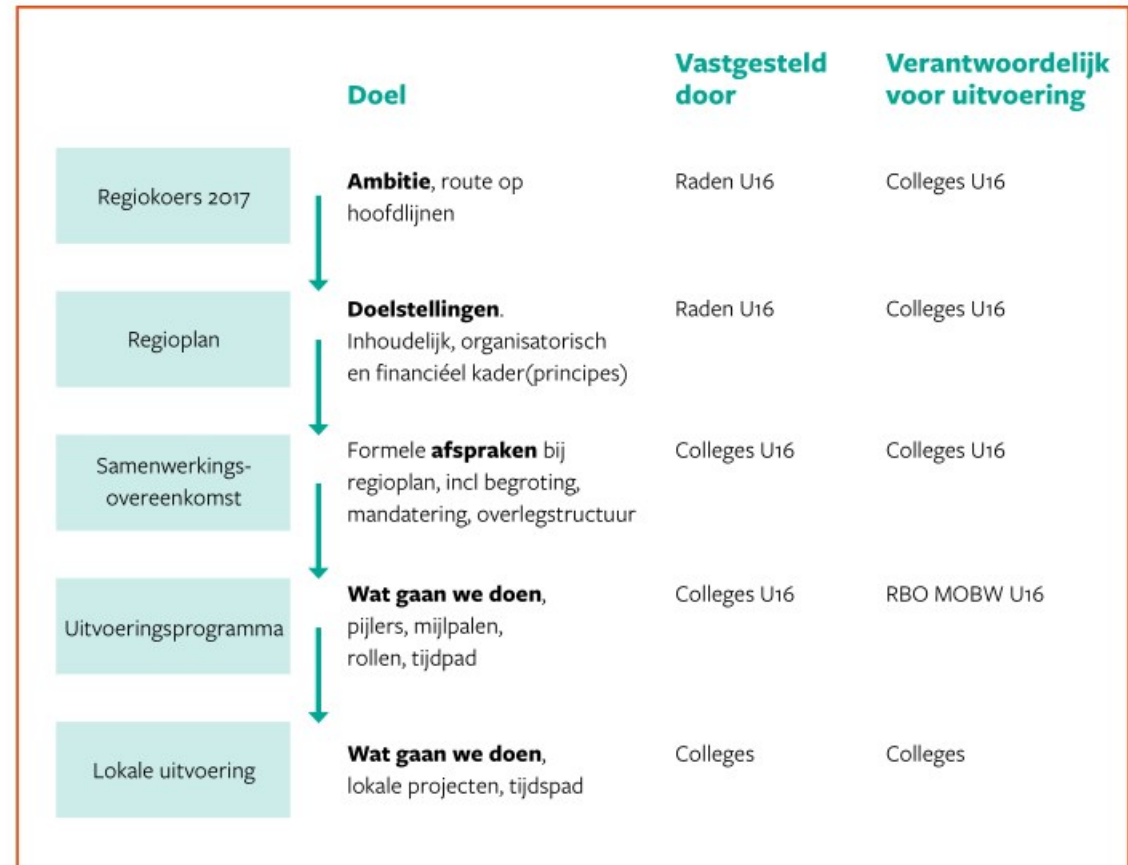 Doel
Vastgesteld
door
Verantwoordelijk
voor uitvoering
Regiokoers 2017
Ambitie, route op
hoofdlijnen
Raden U16
Colleges U16
Regioplan
Doelstellingen.
Inhoudelijk, organisatorisch
en financiéel kader(principes)
Raden U16
Colleges U16
Samenwerkings-
overeenkomst
Formele afspraken bij
regioplan, incl begroting,
mandatering, overlegstructuur
Colleges U16
Colleges U16
Uitvoeringsprogramma
Wat gaan we doen,
pijlers, mijlpalen,
rollen, tijdpad
Colleges U16
RBO MOBW U16
Lokale uitvoering
Wat gaan we doen,
lokale projecten, tijdspad
Colleges
Colleges